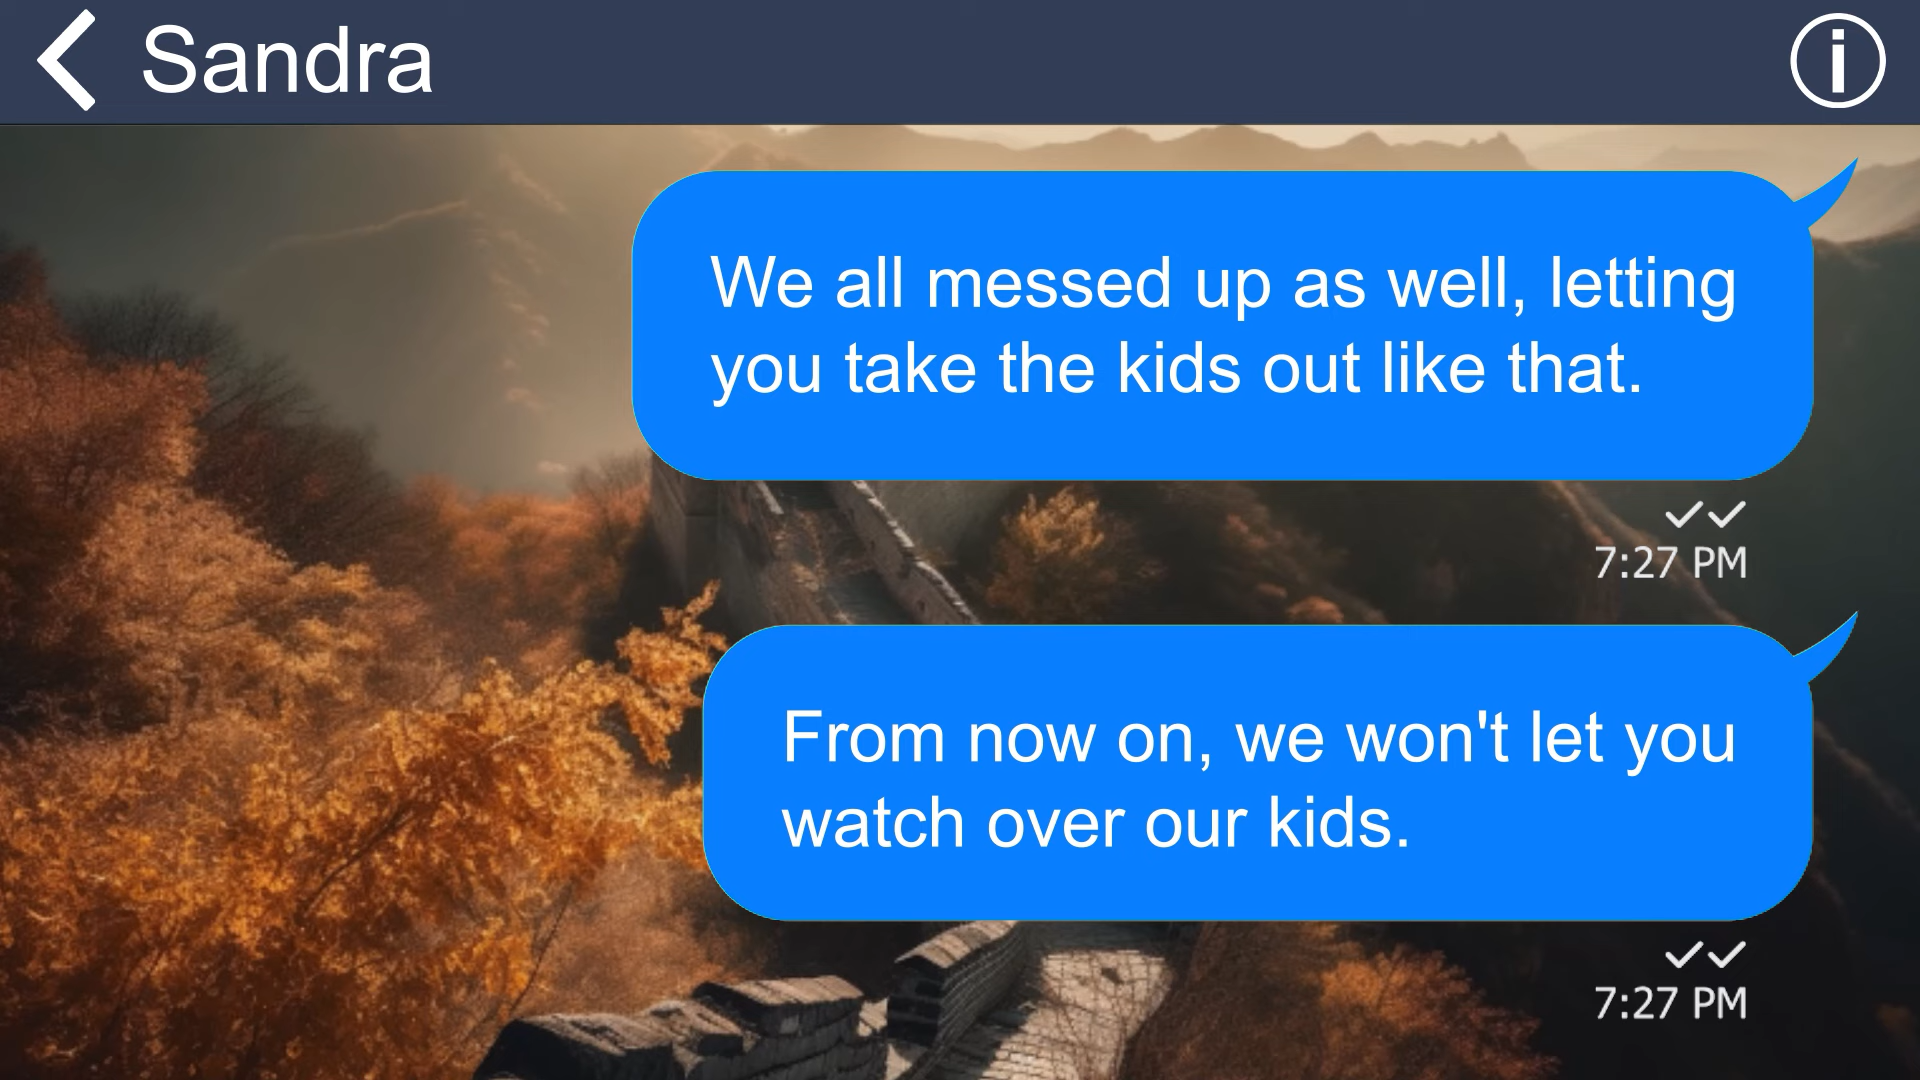 Sandra
We all messed up as well, letting
you take the kids out like that.
7:27 PM
From now on, we won't let you
watch over our kids.
7:27 PM